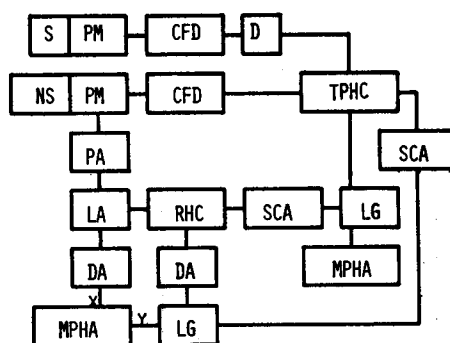 S PM CFD D
NS PM CFD TPHC
PA SCA
LA RHC SCA LG
DA DA MPHA
X
MPHA Y LG